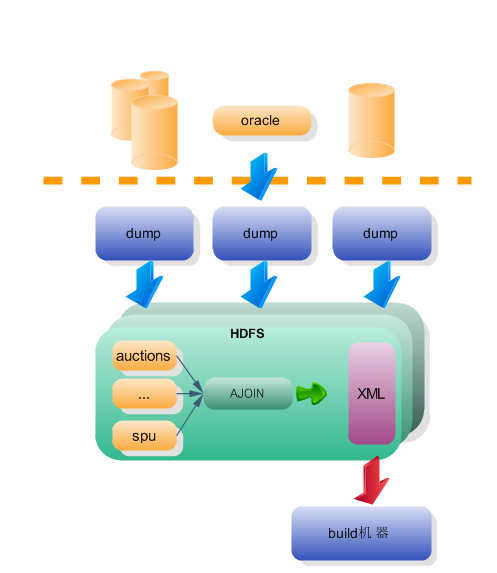 oracle
dump
dump
dump
HDFS
auctions
...
spu
AJOIN
XML
build机器